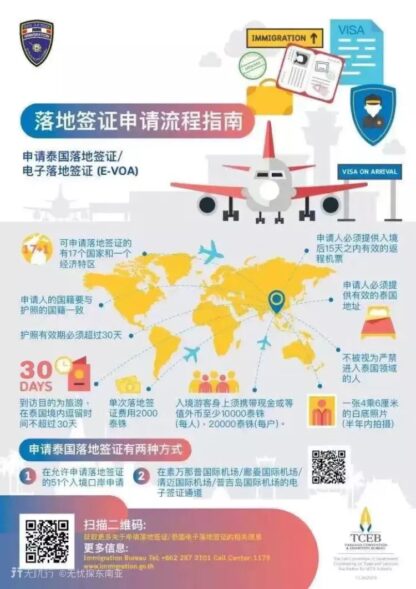 IMMIGRATION
VISA
落地签证申请流程指南
申请泰国落地签证/
电子落地签证 (E-VOA)
VISA ON ARRIVAL
17+1
可申请落地签证的
有17个国家和一个
经济特区
申请人必须提供入境
后15天之内有效的返
程机票
申请人的国籍要与
护照的国籍一致
申请人必须提
供有效的泰国
地址
护照有效期必须超过30天
30
DAYS
不被视为严禁
进入泰国领域
的人
到访目的为旅游,
在泰国境内逗留时
间不超过30天
单次落地签
证费用2000
泰铢
入境游客身上须携带现金或等
值外币至少10000泰铢
(每人)、20000泰铢(每户)。
一张4乘6厘米
的白底照片
(半年内拍摄)
申请泰国落地签证有两种方式
1 在允许申请落地签证
的51个入境口岸申请
2 在素万那普国际机场/廊曼国际机场/
清迈国际机场/普吉岛国际机场的电
子签证通道
扫描二维码:
获取更多关于申请落地签证/泰国电子落地签证的相关信息
更多信息:
Immigration Bureau Tel: +662 287 3101 Call Center: 1178
www.immigration.go.th
TCEB
THAILAND CONVENTION
& EXHIBITION BUREAU
©无忧探东南亚